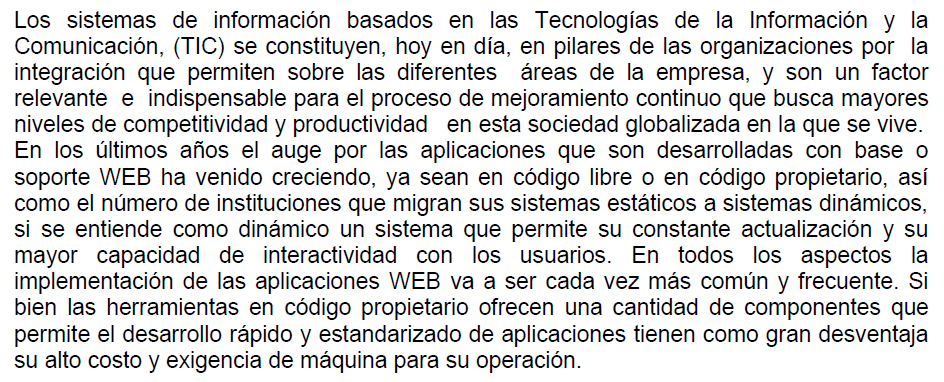 Los sistemas de información basados en las Tecnologías de la Información y la
Comunicación, (TIC) se constituyen, hoy en día, en pilares de las organizaciones por la
integración que permiten sobre las diferentes áreas de la empresa, y son un factor
relevante e indispensable para el proceso de mejoramiento continuo que busca mayores
niveles de competitividad y productividad en esta sociedad globalizada en la que se vive.
En los últimos años el auge por las aplicaciones que son desarrolladas con base o
soporte WEB ha venido creciendo, ya sean en código libre o en código propietario, así
como el número de instituciones que migran sus sistemas estáticos a sistemas dinámicos,
si se entiende como dinámico un sistema que permite su constante actualización y su
mayor capacidad de interactividad con los usuarios. En todos los aspectos la
implementación de las aplicaciones WEB va a ser cada vez más común y frecuente. Si
bien las herramientas en código propietario ofrecen una cantidad de componentes que
permite el desarrollo rápido y estandarizado de aplicaciones tienen como gran desventaja
su alto costo y exigencia de máquina para su operación.